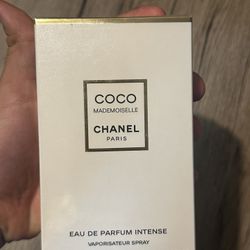 COCO
MADEMOISELLE
CHANEL
PARIS
EAU DE PARFUM INTENSE
VAPORISATEUR SPRAY